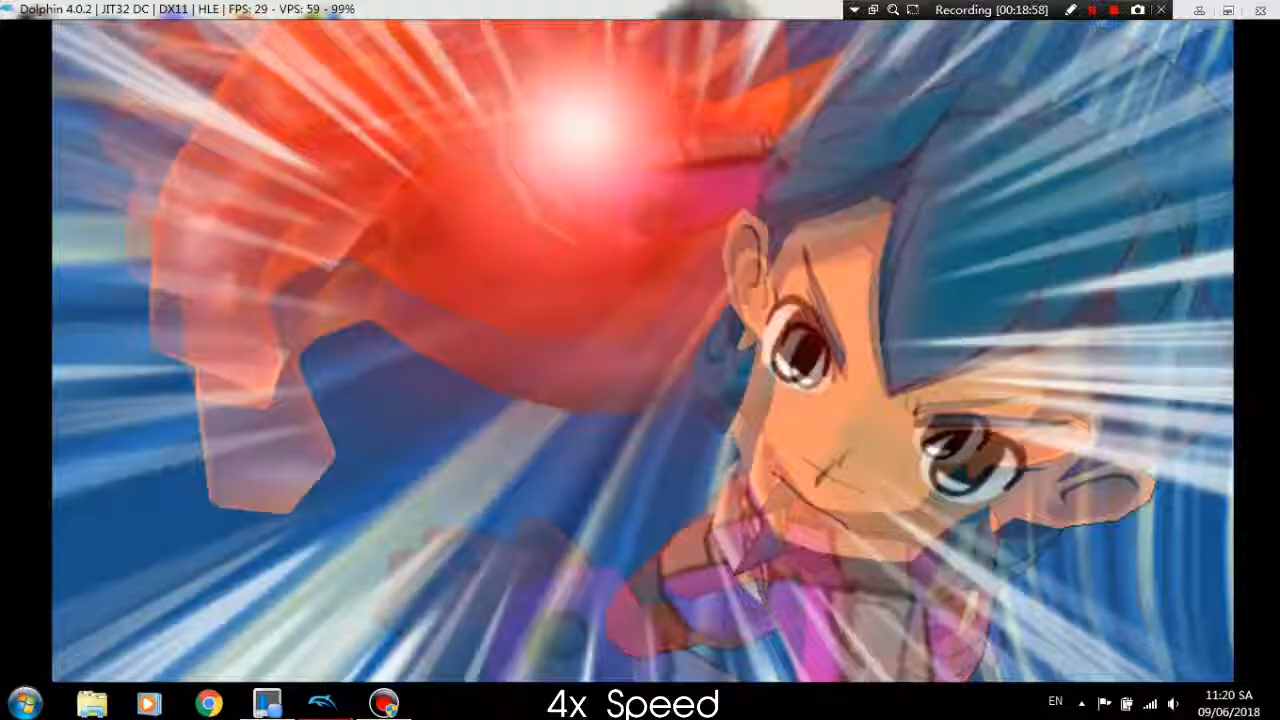 Dolphin 4.0.2 | JIT32 DC | DX11 | HLE | FPS: 29 - VPS: 59 - 99%
Recording [00:18:58]
4x Speed
EN
11:20 SA
09/06/2018